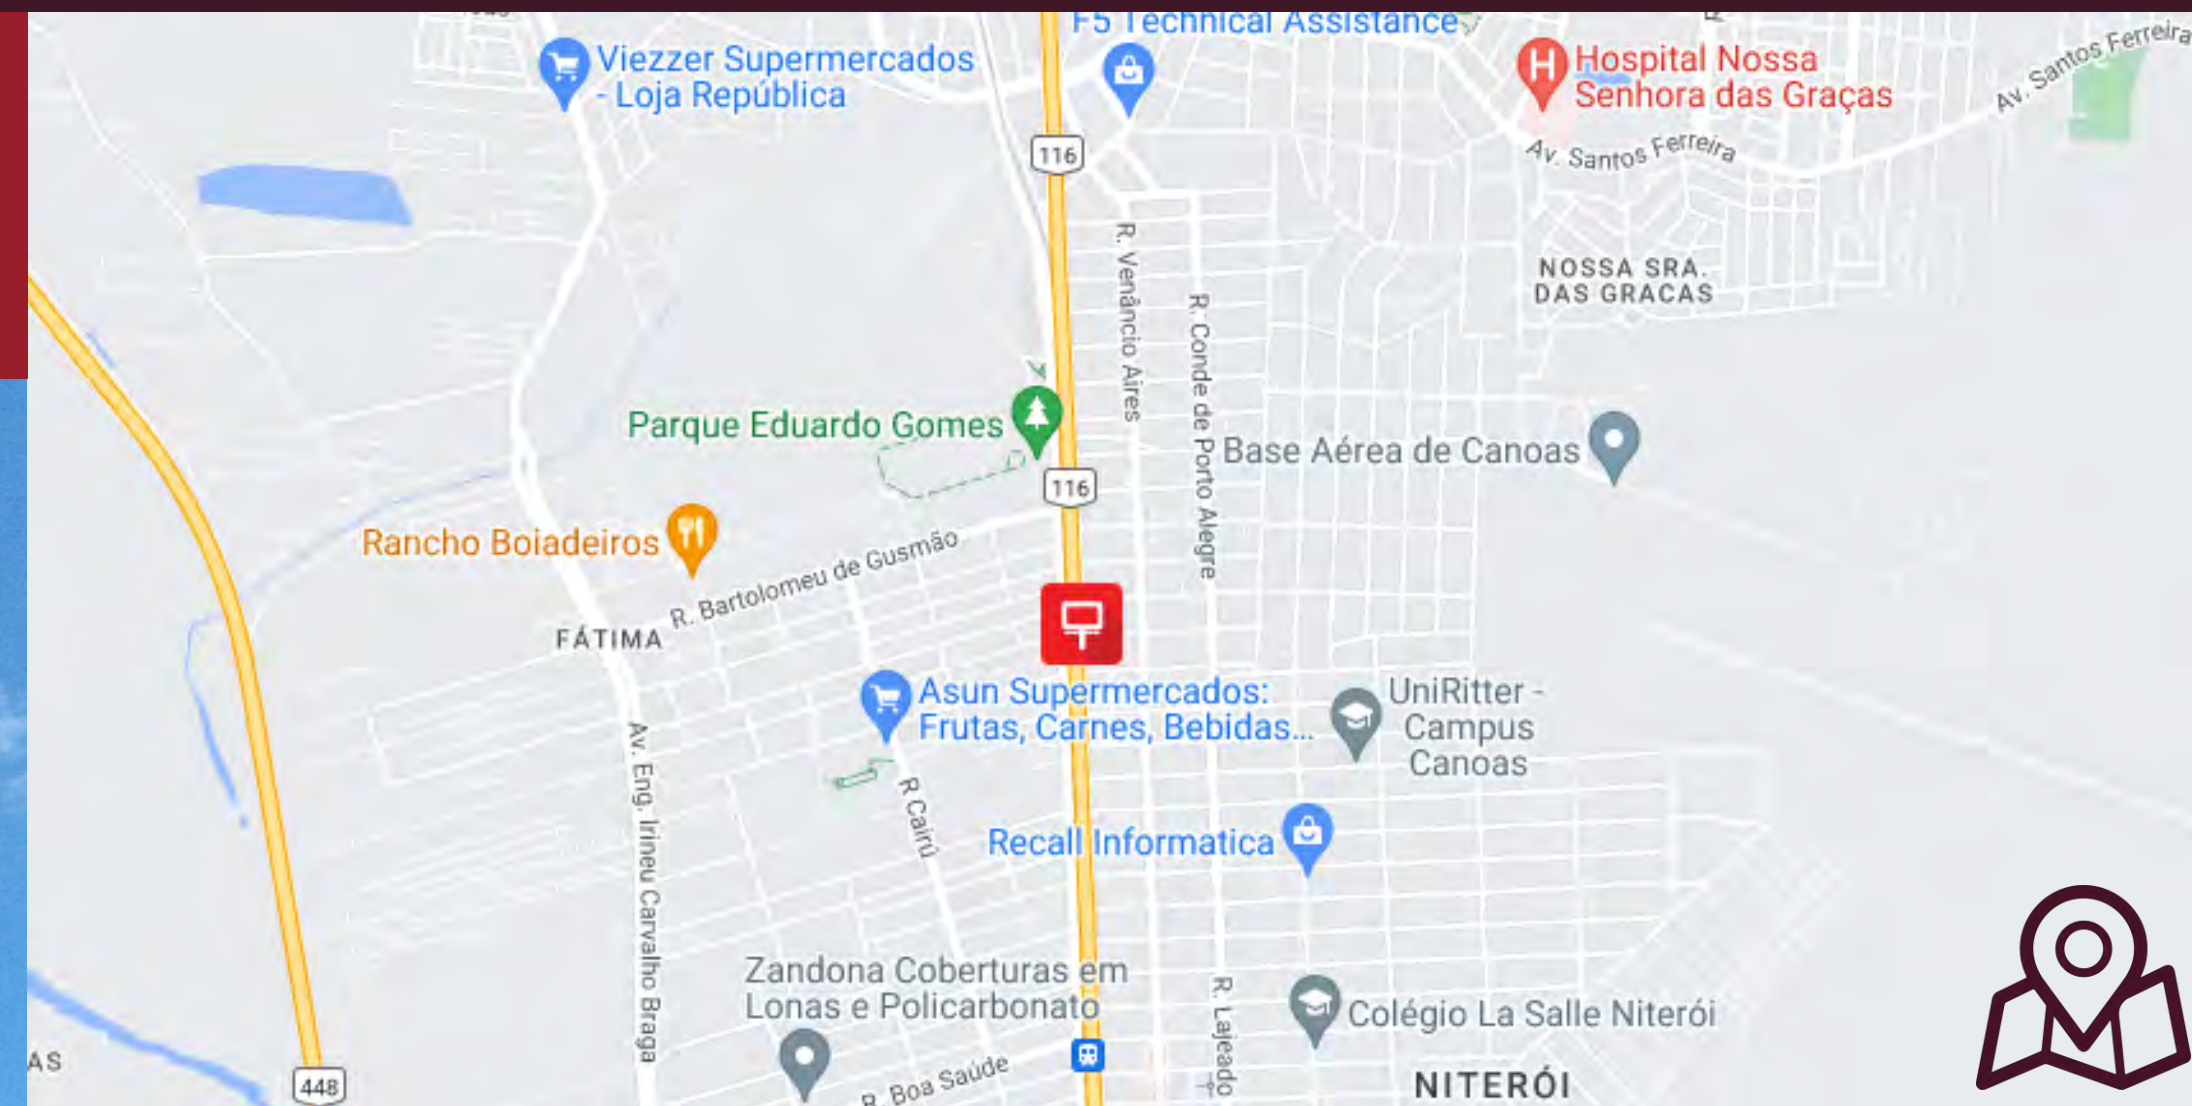 F5 Technical Assistance
Viezzer Supermercados
- Loja República
Hospital Nossa
Senhora das Graças
Av. Santos Ferreira
Av. Santos Ferreira
116
R. Venâncio Aires
NOSSA SRA.
DAS GRACAS
R. Conde de Porto Alegre
Parque Eduardo Gomes
Base Aérea de Canoas
116
Rancho Boiadeiros
R. Bartolomeu de Gusmão
FÁTIMA
Asun Supermercados:
Frutas, Carnes, Bebidas...
UniRitter -
Campus
Canoas
Av. Eng. Irineu Carvalho Braga
R Cairú
Recall Informatica
Zandona Coberturas em
Lonas e Policarbonato
R. Lajeado
Colégio La Salle Niterói
AS
448
R. Boa Saúde
NITERÓI